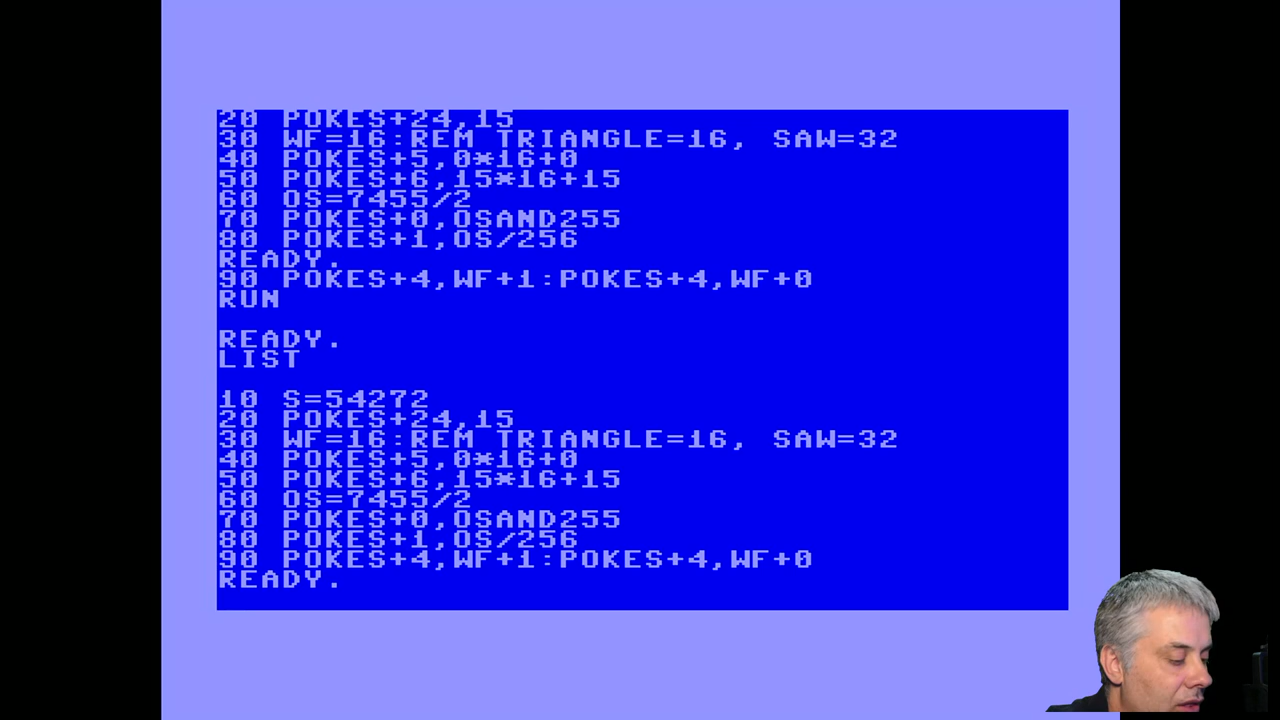 20 POKES+24,15
30 WF=16:REM TRIANGLE=16, SAW=32
40 POKES+5,0*16+0
50 POKES+6,15*16+15
60 OS=7455/2
70 POKES+0,OSAND255
80 POKES+1,OS/256
READY.
90 POKES+4,WF+1:POKES+4,WF+0
RUN
READY.
LIST
10 S=54272
20 POKES+24,15
30 WF=16:REM TRIANGLE=16, SAW=32
40 POKES+5,0*16+0
50 POKES+6,15*16+15
60 OS=7455/2
70 POKES+0,OSAND255
80 POKES+1,OS/256
90 POKES+4,WF+1:POKES+4,WF+0
READY.